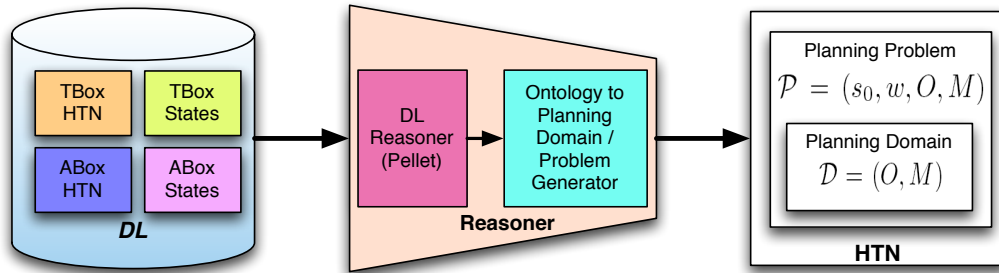 TBox
HTN
TBox
States
ABox
HTN
ABox
States
DL
DL
Reasoner
(Pellet)
Ontology to
Planning
Domain /
Problem
Generator
Reasoner
Planning Problem
𝒫 = (s₀, w, O, M)
Planning Domain
𝒟 = (O, M)
HTN